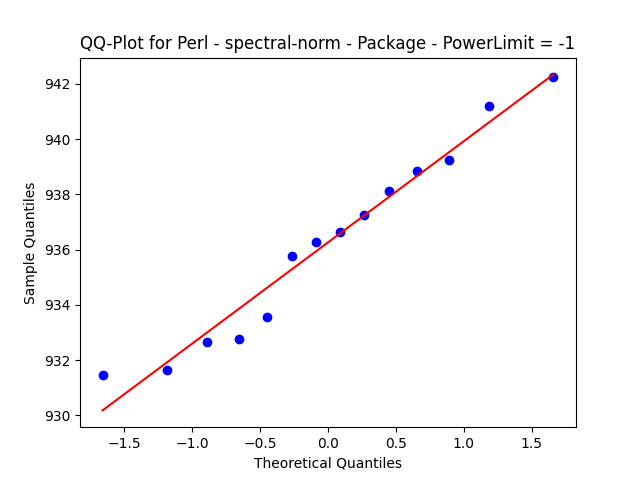 QQ-Plot for Perl - spectral-norm - Package - PowerLimit = -1
942
940
938
936
934
932
930
Sample Quantiles
−1.5 −1.0 −0.5 0.0 0.5 1.0 1.5
Theoretical Quantiles